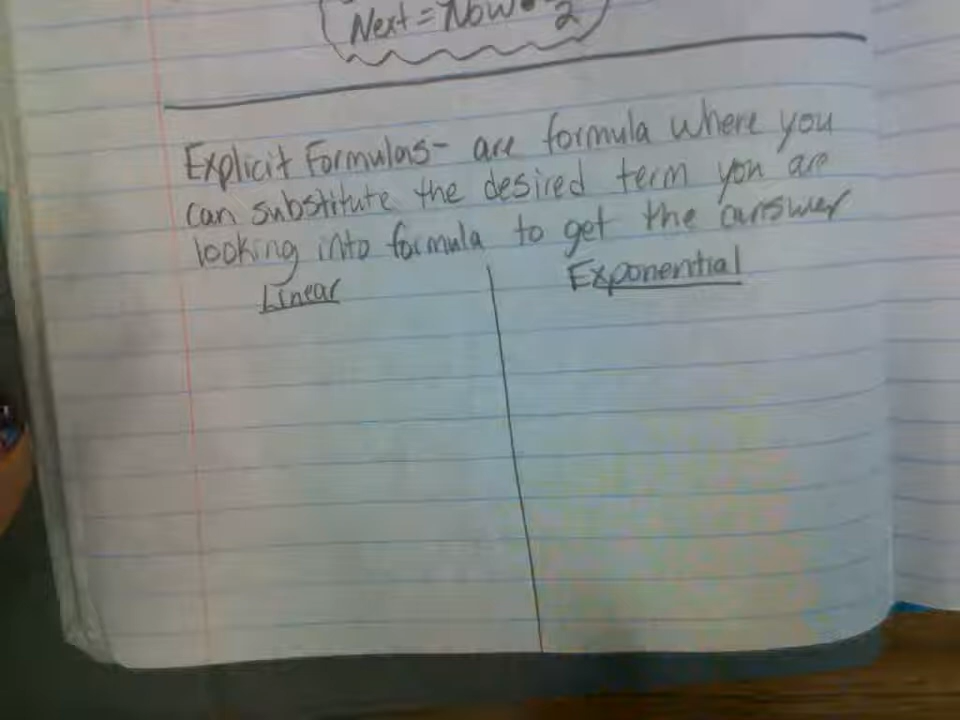 Next = Now • 2
Explicit Formulas- are formula where you
can substitute the desired term you are
looking into formula to get the answer
Linear
Exponential